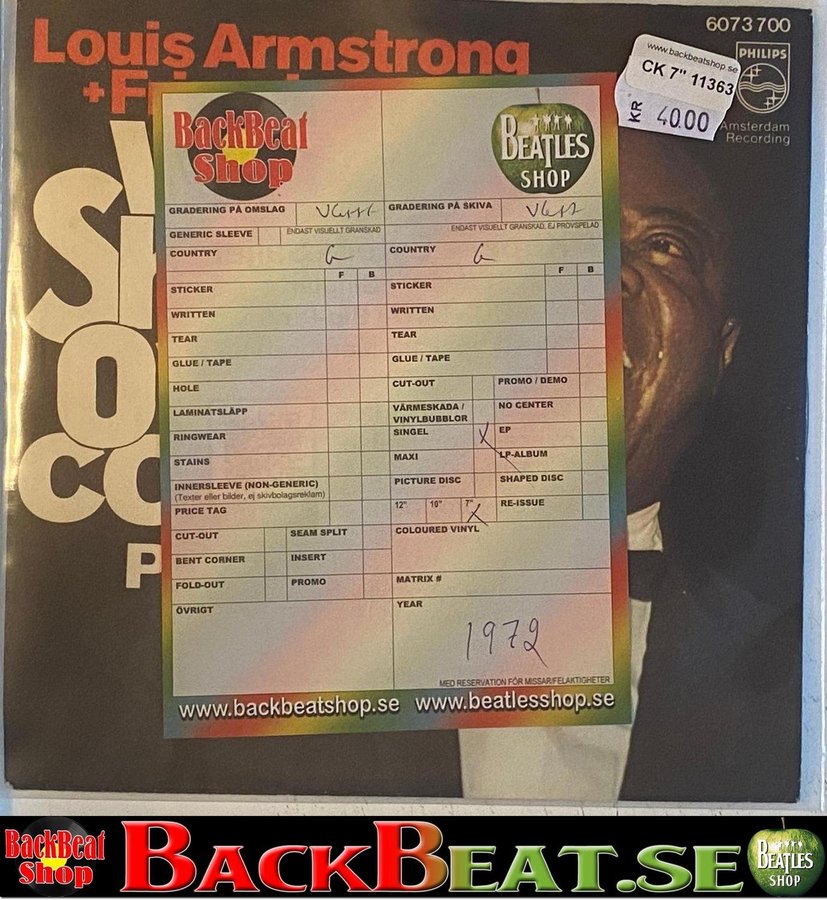 6073 700
Louis Armstrong
PHILIPS
www.backbeatshop.se
CK 7" 11363
KR 40.00
Amsterdam
Recording
BackBeat
Shop
BEATLES
SHOP
GRADERING PÅ OMSLAG
GRADERING PÅ SKIVA
GENERIC SLEEVE
ENDAST VISUELLT GRANSKAD
ENDAST VISUELLT GRANSKAD, EJ PROVSPELAD
COUNTRY G
COUNTRY G
F B
F B
STICKER
STICKER
WRITTEN
WRITTEN
TEAR
TEAR
GLUE / TAPE
GLUE / TAPE
HOLE
CUT-OUT
PROMO / DEMO
LAMINATSLÄPP
VÄRMESKADA /
VINYLBUBBLOR
NO CENTER
RINGWEAR
SINGEL X
EP
STAINS
MAXI
LP-ALBUM
INNERSLEEVE (NON-GENERIC)
(Texter eller bilder, ej skivbolagsreklam)
PICTURE DISC
SHAPED DISC
PRICE TAG
12" 10" 7" X
RE-ISSUE
CUT-OUT
SEAM SPLIT
COLOURED VINYL
BENT CORNER
INSERT
FOLD-OUT
PROMO
MATRIX #
ÖVRIGT
YEAR
1972
MED RESERVATION FÖR MISSAR/FELAKTIGHETER
www.backbeatshop.se www.beatlesshop.se
BackBeat
Shop
BACKBEAT.SE
BEATLES
SHOP